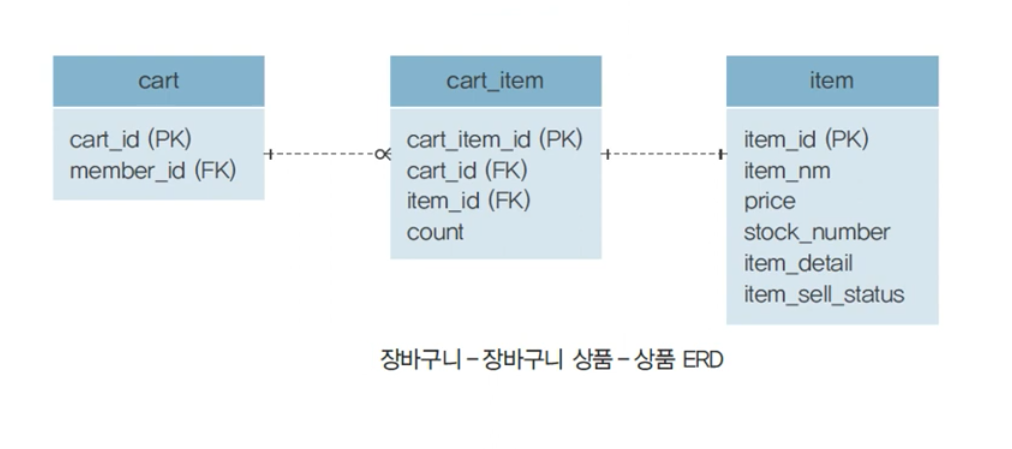 cart
cart_id (PK)
member_id (FK)
cart_item
cart_item_id (PK)
cart_id (FK)
item_id (FK)
count
item
item_id (PK)
item_nm
price
stock_number
item_detail
item_sell_status
장바구니 – 장바구니 상품 – 상품 ERD